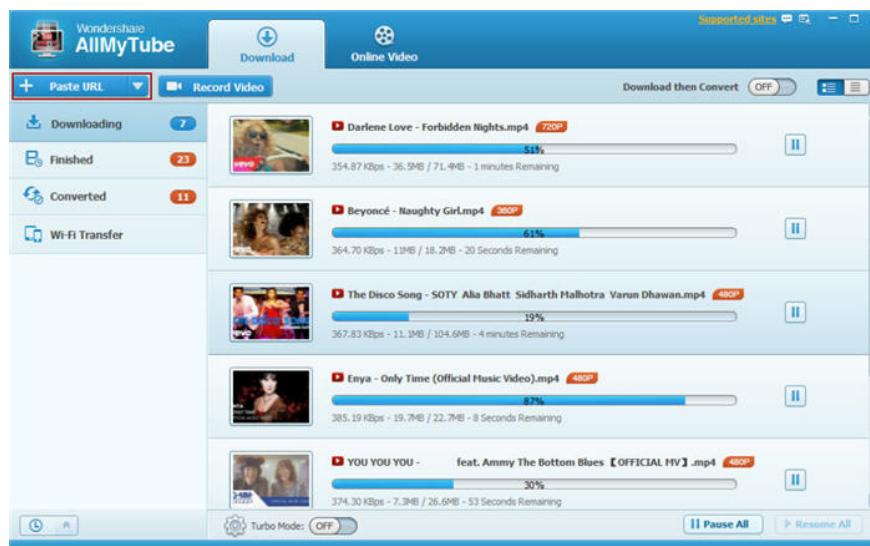 Wondershare
AllMyTube
Download
Online Video
Supported sites
Paste URL
Record Video
Download then Convert OFF
Downloading 7
Finished 23
Converted 11
Wi-Fi Transfer
Darlene Love - Forbidden Nights.mp4 720P
51%
354.87 KBps - 36.5MB / 71.4MB - 1 minutes Remaining
Beyoncé - Naughty Girl.mp4 360P
61%
364.70 KBps - 11MB / 18.2MB - 20 Seconds Remaining
The Disco Song - SOTY Alia Bhatt Sidharth Malhotra Varun Dhawan.mp4 480P
19%
367.83 KBps - 11.1MB / 104.6MB - 4 minutes Remaining
Enya - Only Time (Official Music Video).mp4 480P
87%
385.19 KBps - 19.7MB / 22.7MB - 8 Seconds Remaining
YOU YOU YOU - feat. Ammy The Bottom Blues【OFFICIAL MV】.mp4 480P
30%
374.30 KBps - 7.3MB / 26.6MB - 53 Seconds Remaining
Turbo Mode: OFF
Pause All
Resume All